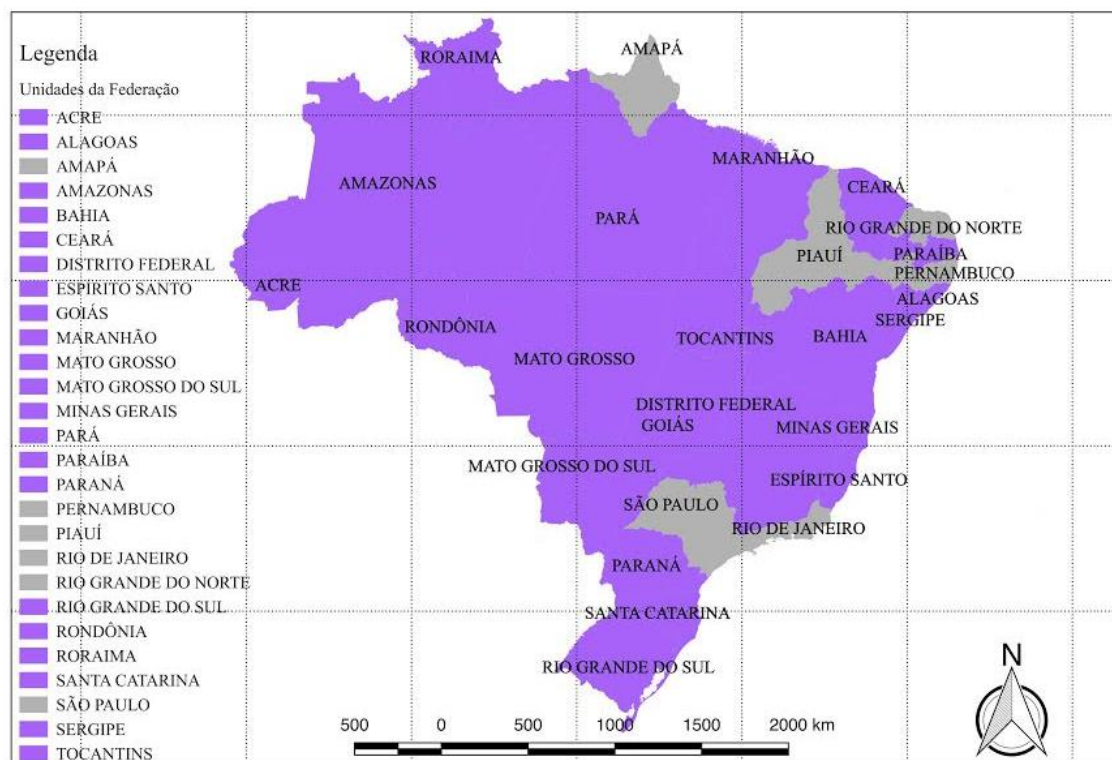 Legenda
Unidades da Federação
ACRE
ALAGOAS
AMAPÁ
AMAZONAS
BAHIA
CEARÁ
DISTRITO FEDERAL
ESPÍRITO SANTO
GOIÁS
MARANHÃO
MATO GROSSO
MATO GROSSO DO SUL
MINAS GERAIS
PARÁ
PARAÍBA
PARANÁ
PERNAMBUCO
PIAUÍ
RIO DE JANEIRO
RIO GRANDE DO NORTE
RIO GRANDE DO SUL
RONDÔNIA
RORAIMA
SANTA CATARINA
SÃO PAULO
SERGIPE
TOCANTINS
AMAPÁ
RORAIMA
MARANHÃO
AMAZONAS
CEARÁ
PARÁ
RIO GRANDE DO NORTE
PIAUÍ
PARAÍBA
PERNAMBUCO
ACRE
ALAGOAS
SERGIPE
RONDÔNIA
TOCANTINS
BAHIA
MATO GROSSO
DISTRITO FEDERAL
GOIÁS
MINAS GERAIS
MATO GROSSO DO SUL
ESPÍRITO SANTO
SÃO PAULO
RIO DE JANEIRO
PARANÁ
SANTA CATARINA
RIO GRANDE DO SUL
N
500 0 500 1000 1500 2000 km